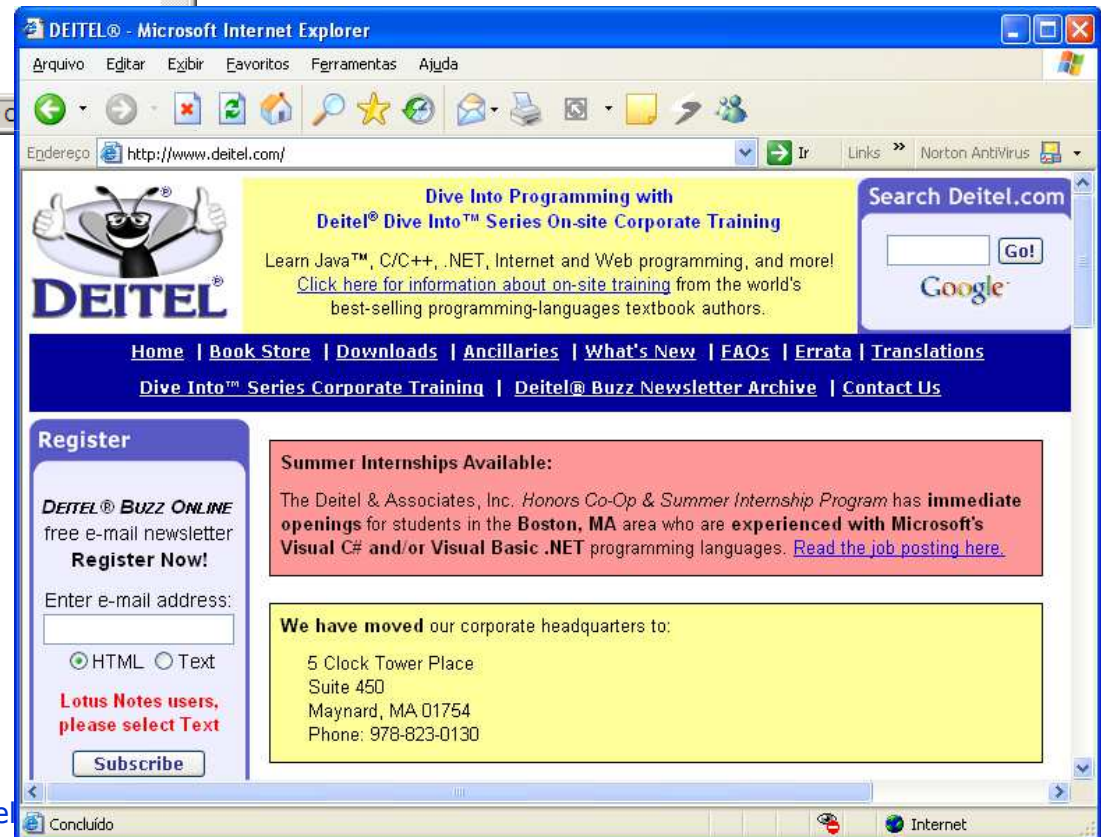 DEITEL® - Microsoft Internet Explorer
Arquivo Editar Exibir Favoritos Ferramentas Ajuda
Endereço http://www.deitel.com/ Ir Links » Norton AntiVirus
DEITEL®
Dive Into Programming with
Deitel® Dive Into™ Series On-site Corporate Training
Learn Java™, C/C++, .NET, Internet and Web programming, and more!
Click here for information about on-site training from the world's
best-selling programming-languages textbook authors.
Search Deitel.com
Go!
Google
Home | Book Store | Downloads | Ancillaries | What's New | FAQs | Errata | Translations
Dive Into™ Series Corporate Training | Deitel® Buzz Newsletter Archive | Contact Us
Register
DEITEL® BUZZ ONLINE
free e-mail newsletter
Register Now!
Enter e-mail address:
HTML Text
Lotus Notes users,
please select Text
Subscribe
Summer Internships Available:
The Deitel & Associates, Inc. Honors Co-Op & Summer Internship Program has immediate
openings for students in the Boston, MA area who are experienced with Microsoft's
Visual C# and/or Visual Basic .NET programming languages. Read the job posting here.
We have moved our corporate headquarters to:
5 Clock Tower Place
Suite 450
Maynard, MA 01754
Phone: 978-823-0130
Concluído Internet